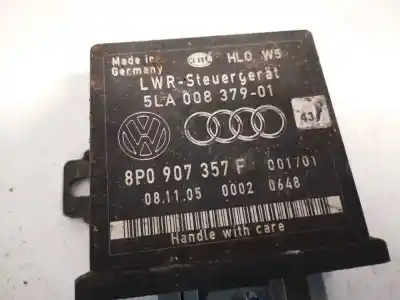 Made in
Germany
HLO W5
LWR-Steuergerät
5LA 008 379-01
43
8P0 907 357 F 001/01
08.11.05 0002 0648
Handle with care